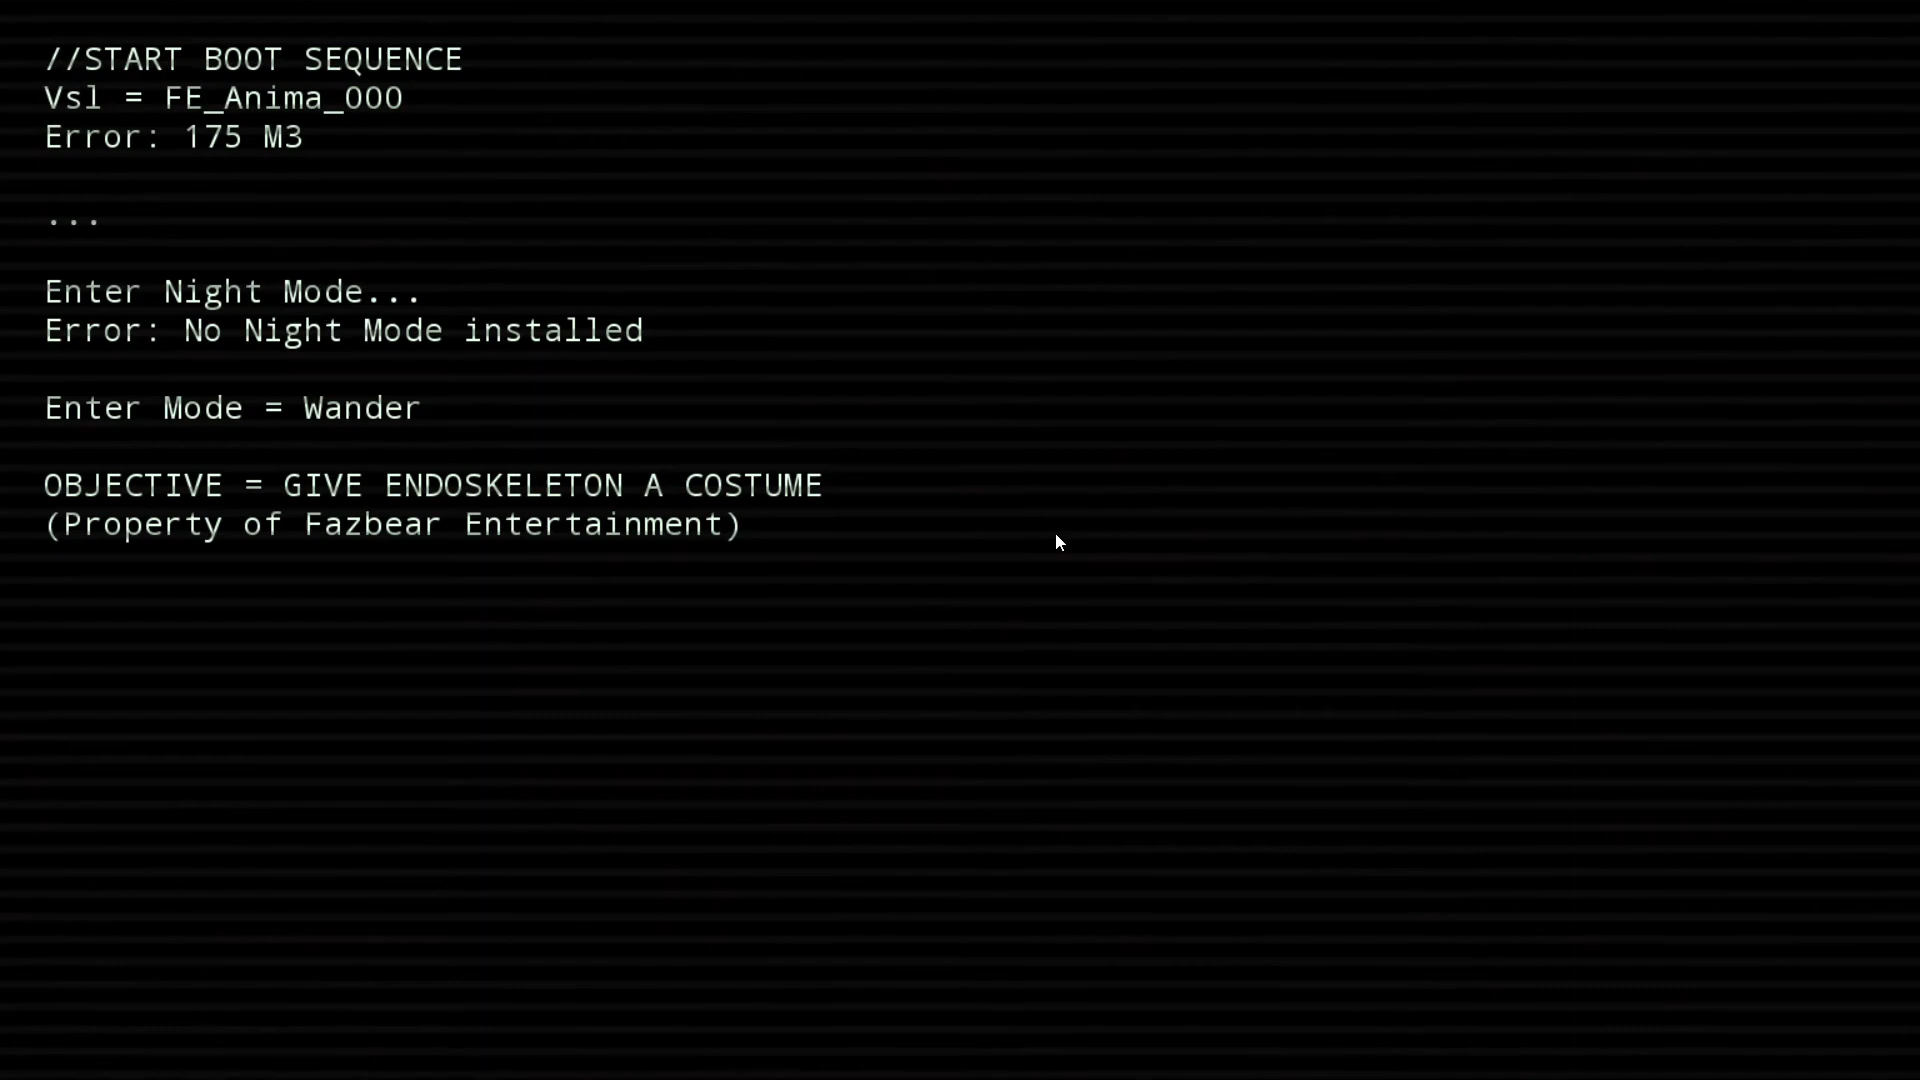 //START BOOT SEQUENCE
Vsl = FE_Anima_000
Error: 175 M3
...
Enter Night Mode...
Error: No Night Mode installed
Enter Mode = Wander
OBJECTIVE = GIVE ENDOSKELETON A COSTUME
(Property of Fazbear Entertainment)